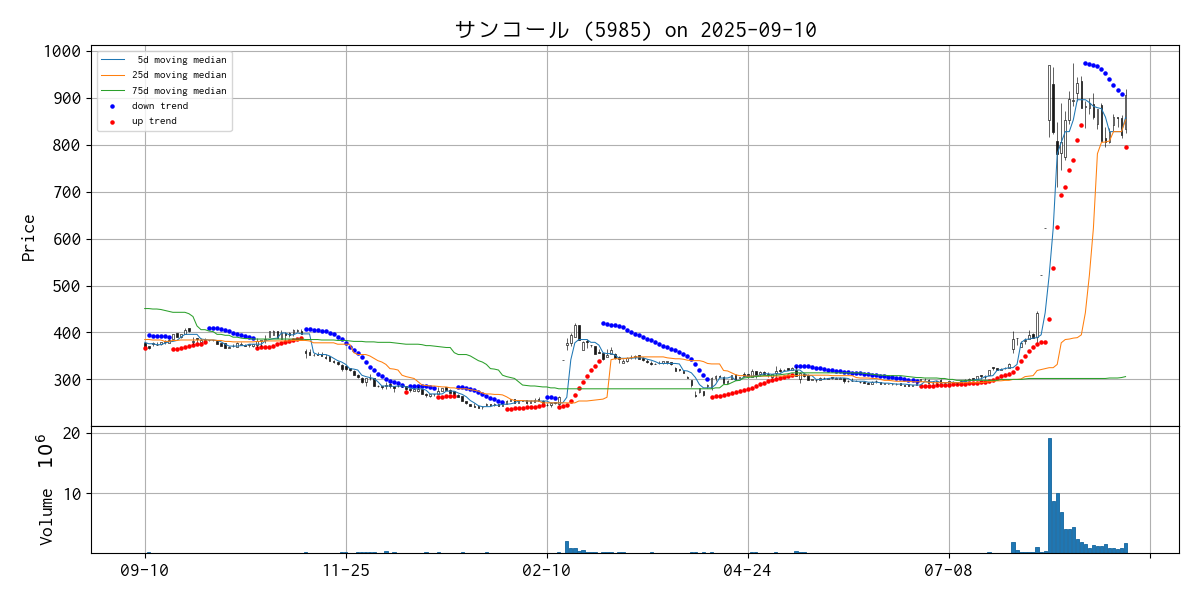 サンコール (5985) on 2025-09-10
1000
900
800
700
600
500
400
300
Price
5d moving median
25d moving median
75d moving median
down trend
up trend
20
10
Volume 10^6
09-10
11-25
02-10
04-24
07-08